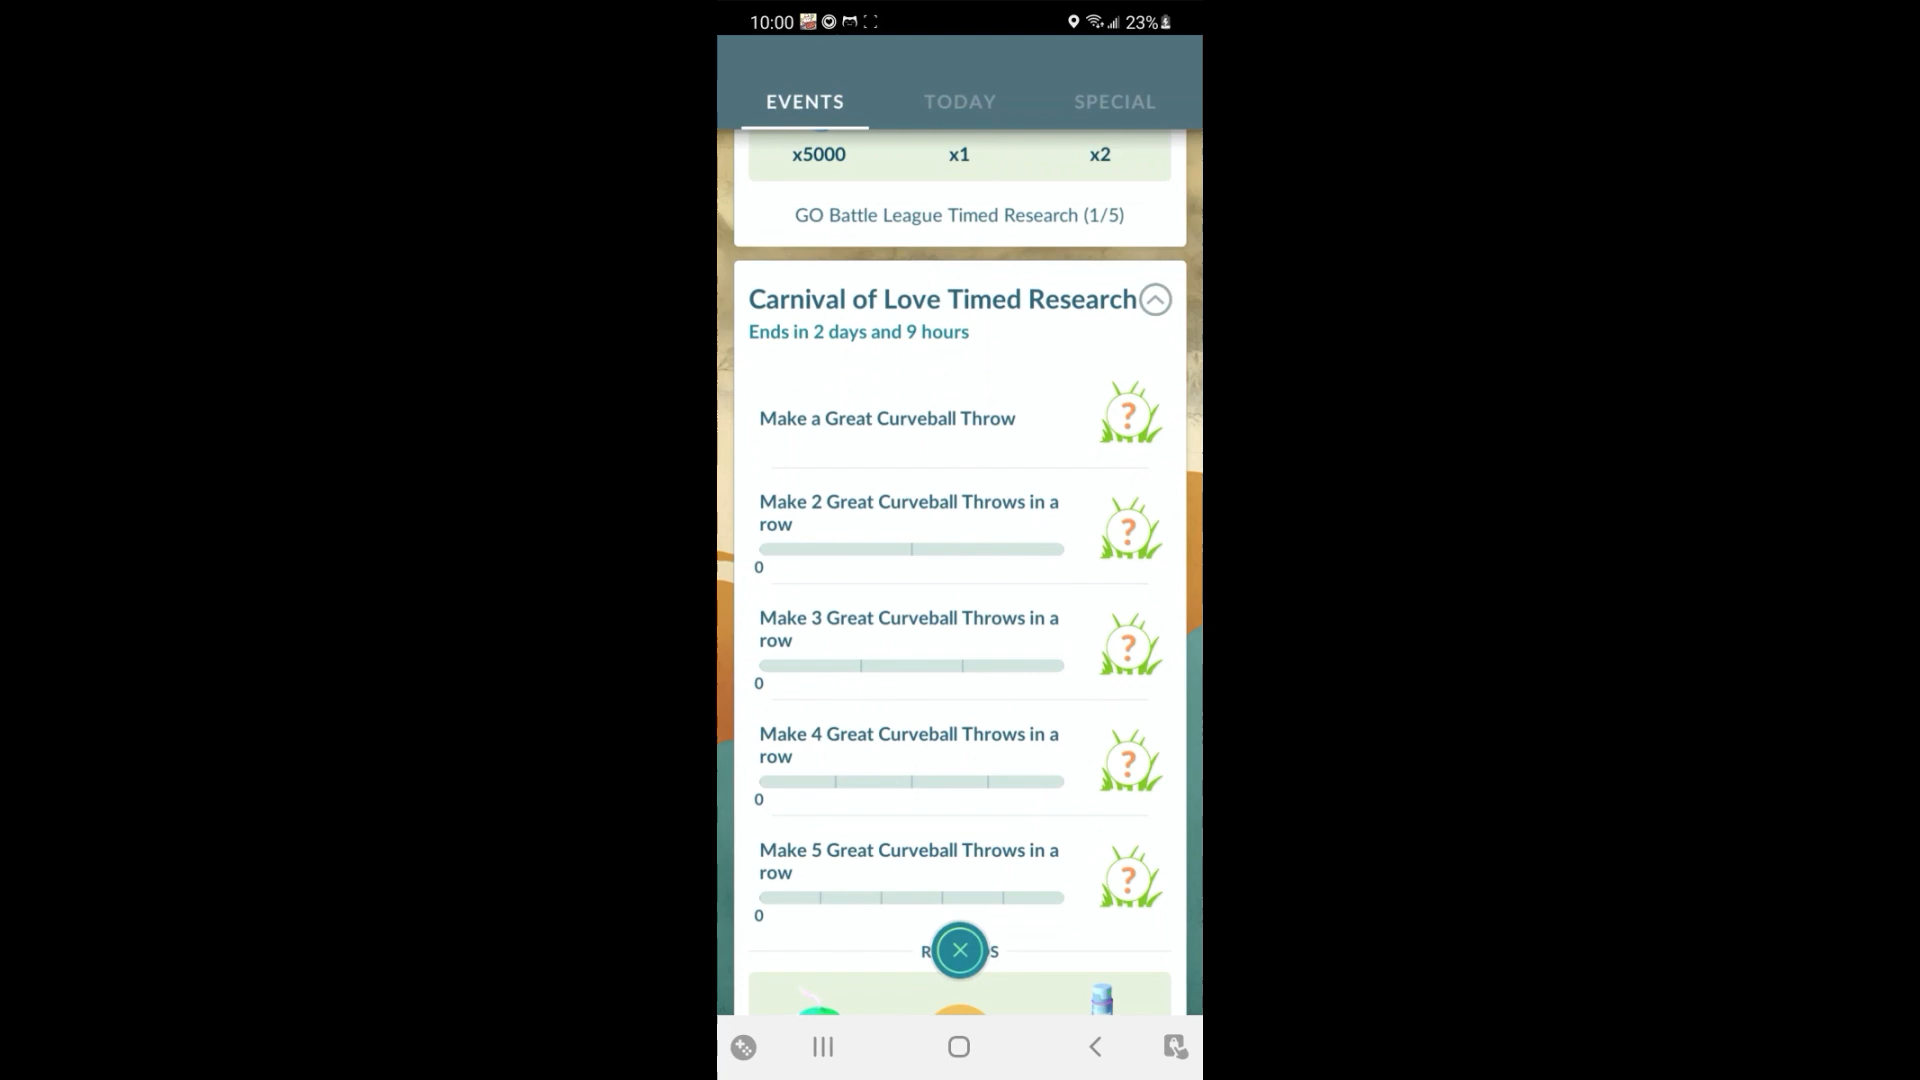 10:00
23%
EVENTS TODAY SPECIAL
x5000 x1 x2
GO Battle League Timed Research (1/5)
Carnival of Love Timed Research
Ends in 2 days and 9 hours
Make a Great Curveball Throw
?
Make 2 Great Curveball Throws in a
row
?
0
Make 3 Great Curveball Throws in a
row
?
0
Make 4 Great Curveball Throws in a
row
?
0
Make 5 Great Curveball Throws in a
row
?
0